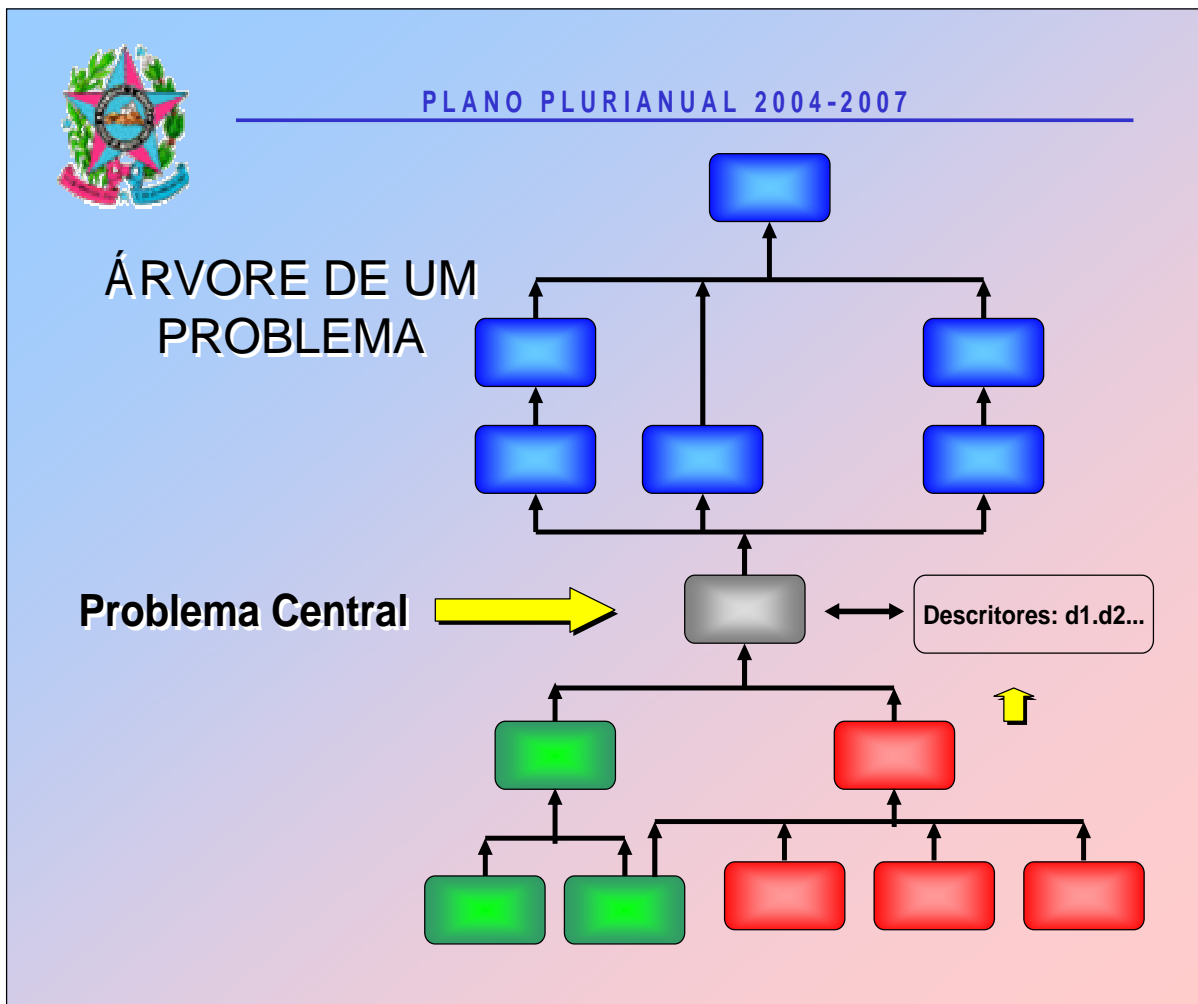 PLANO PLURIANUAL 2004-2007
ÁRVORE DE UM
PROBLEMA
Problema Central
Descritores: d1.d2...